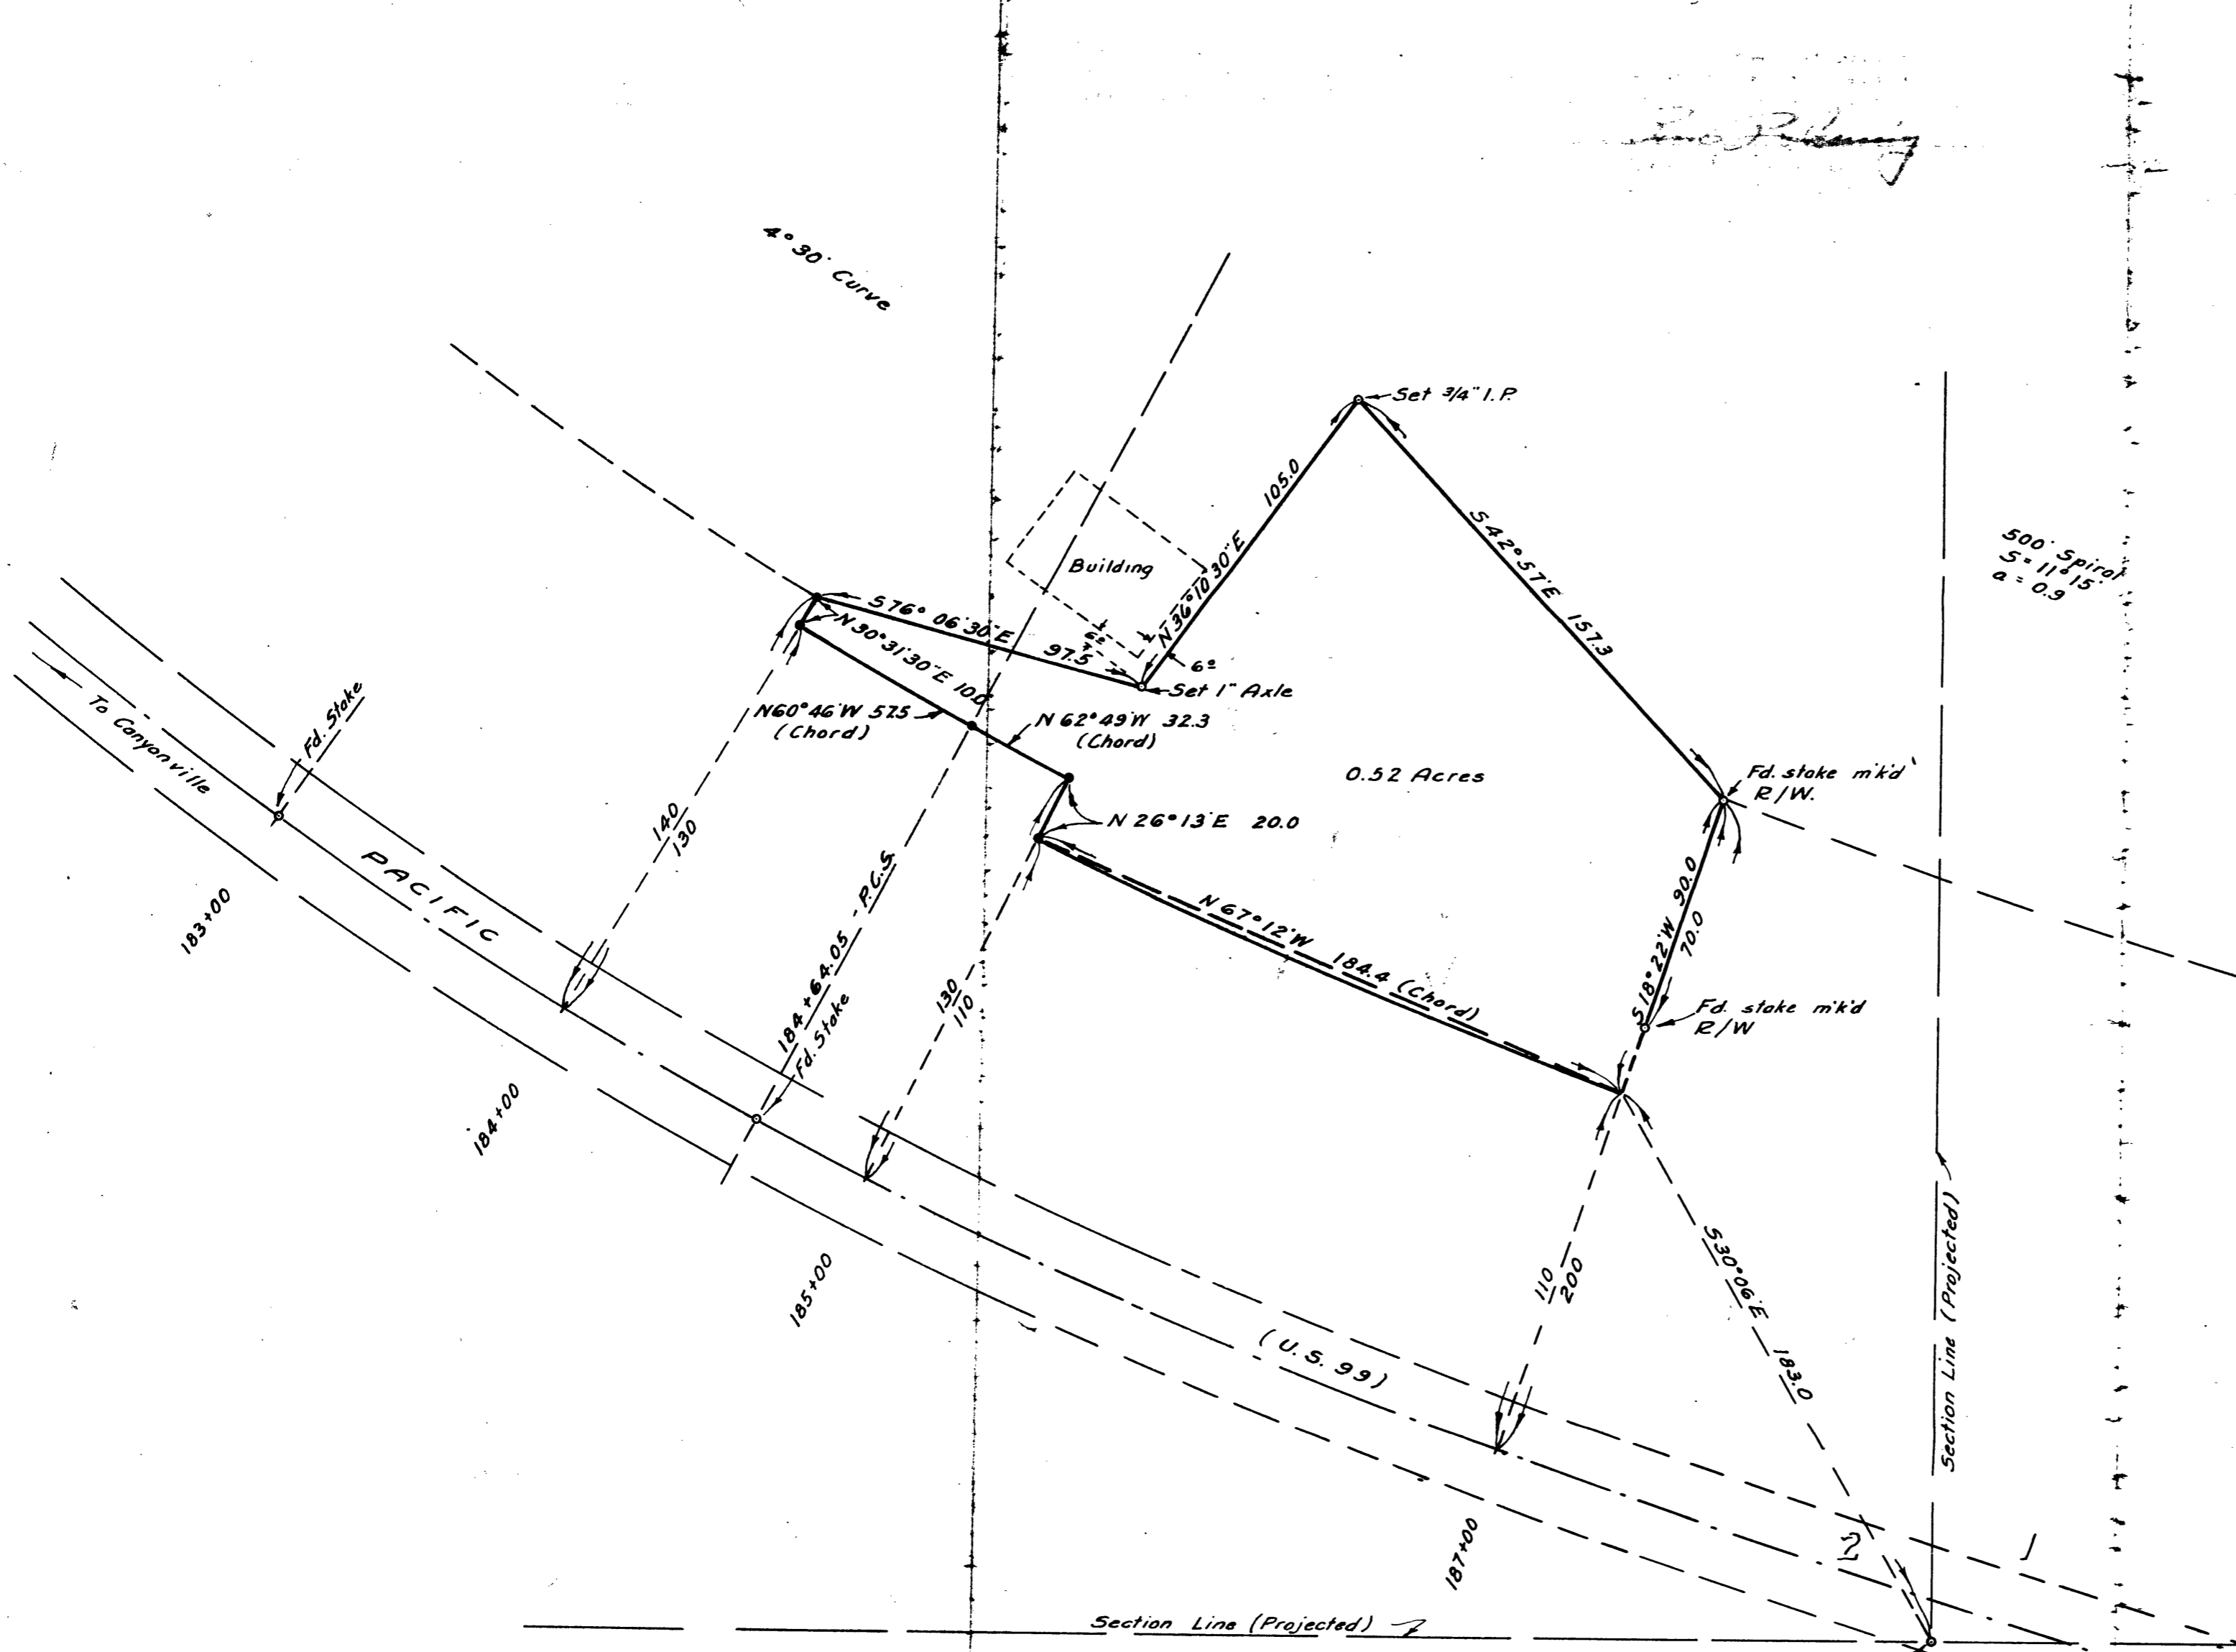 4°30' Curve
Set 3/4" I.P.
105.0
N 36°10'30" E
S 42°57' E 157.3
500' Spiral
S = 11°15'
a = 0.9
Building
6º
6º
S 76° 06'30" E
97.5
Set 1" Axle
N 30°31'30" E 10.0
N 60°46' W 57.5
(Chord)
N 62°49' W 32.3
(Chord)
0.52 Acres
Fd. stake m'k'd
R/W.
N 26°13' E 20.0
To Canyonville
Fd. Stake
140
130
PACIFIC
183+00
184+64.05 - P.C.S.
Fd. Stake
130
110
N 67°12' W 184.4 (Chord)
S 18°22' W 90.0
70.0
Fd. stake m'k'd
R/W
184+00
185+00
110
200
S 30°06' E 183.0
Section Line (Projected)
(U.S. 99)
187+00
2
1
Section Line (Projected)